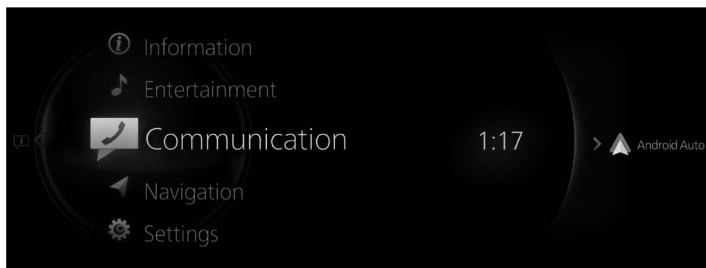 Information
Entertainment
Communication
1:17
Android Auto
Navigation
Settings